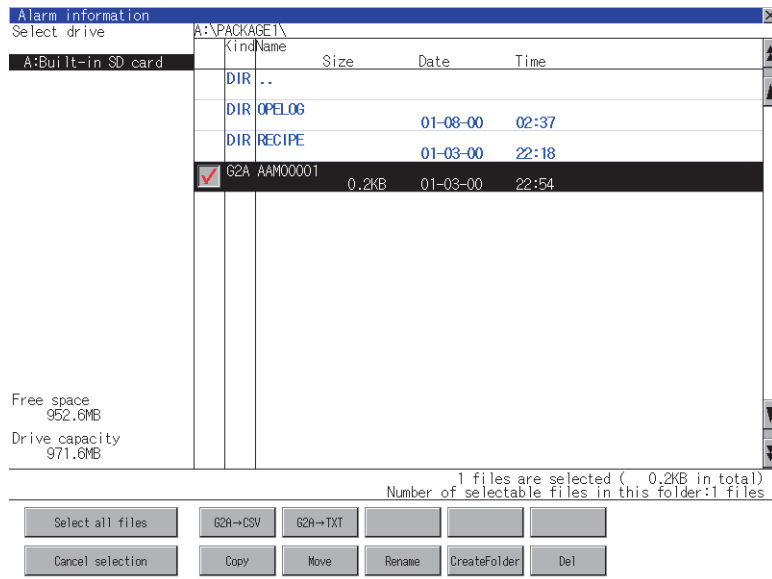 Alarm information
Select drive
A:\PACKAGE1\
Kind Name
Size Date Time
A:Built-in SD card
DIR ..
DIR OPELOG
01-08-00 02:37
DIR RECIPE
01-03-00 22:18
G2A AAM00001
0.2KB 01-03-00 22:54
Free space
952.6MB
Drive capacity
971.6MB
1 files are selected ( 0.2KB in total)
Number of selectable files in this folder:1 files
Select all files G2A→CSV G2A→TXT
Cancel selection Copy Move Rename CreateFolder Del